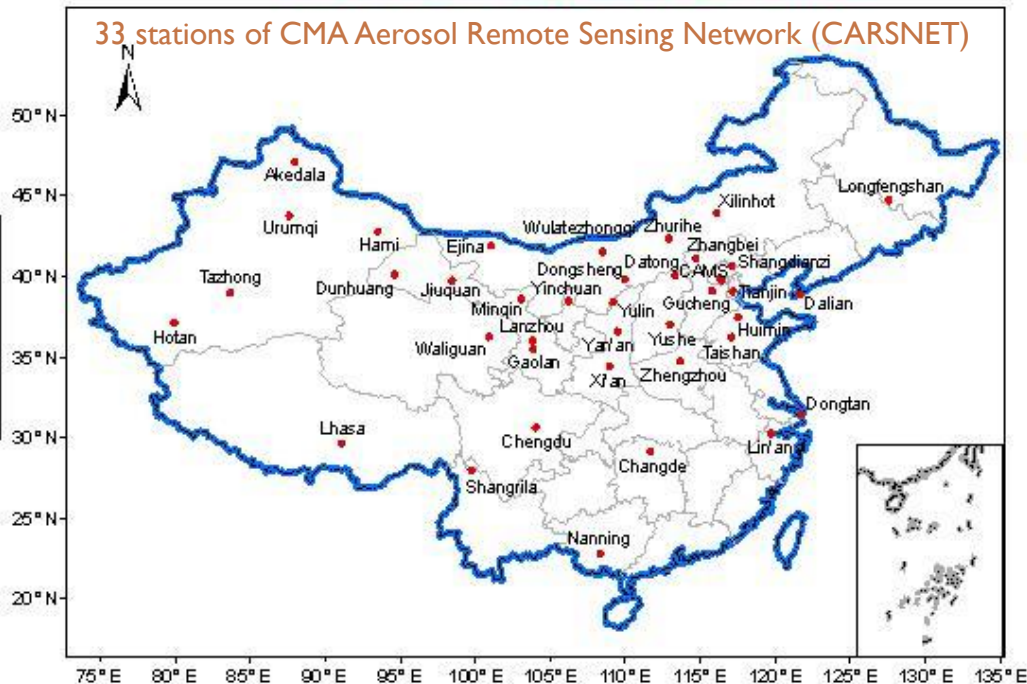 33 stations of CMA Aerosol Remote Sensing Network (CARSNET)
N
50°N
45°N
40°N
35°N
30°N
25°N
20°N
Akedala
Urumqi
Hami
Ejina
Wulatezhongqi
Zhurihe
Xilinhot
Longfengshan
Zhangbei
Tazhong
Dunhuang
Jiuquan
Dongsheng
Datong
CAMS
Shangdianzi
Minqin
Yinchuan
Yulin
Gucheng
Tianjin
Dalian
Hotan
Waliguan
Lanzhou
Gaolan
Yan'an
Yushe
Huimin
Taishan
Xi'an
Zhengzhou
Dongtan
Lhasa
Chengdu
Lin'ang
Changde
Shangrila
Nanning
75°E 80°E 85°E 90°E 95°E 100°E 105°E 110°E 115°E 120°E 125°E 130°E 135°E